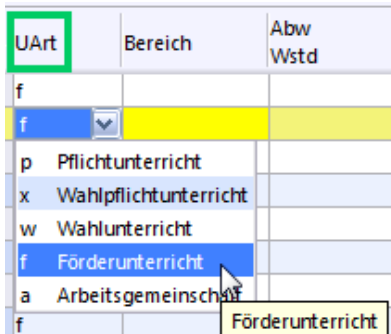 UArt Bereich Abw
Wstd
f
f
p Pflichtunterricht
x Wahlpflichtunterricht
w Wahlunterricht
f Förderunterricht
a Arbeitsgemeinschaft
f Förderunterricht